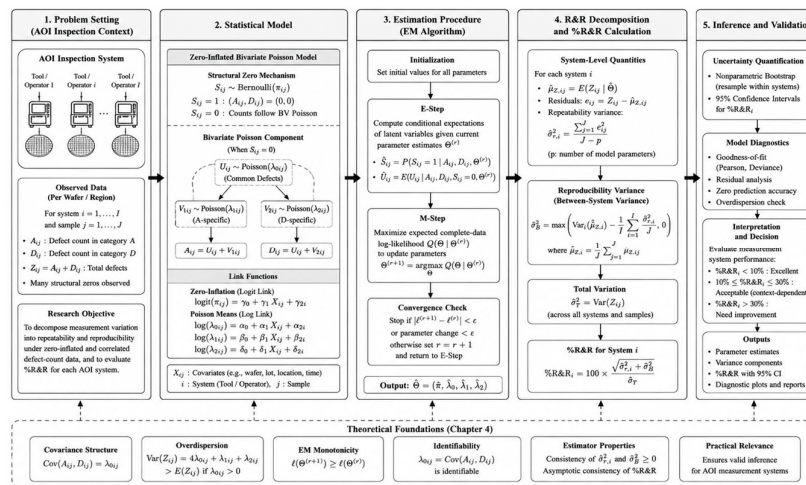 1. Problem Setting
(AOI Inspection Context)
AOI Inspection System
Tool / Operator 1
Tool / Operator i
Tool / Operator I
...
Observed Data
(Per Wafer / Region)
For system i = 1, . . . , I
and sample j = 1, . . . , J
• A_ij : Defect count in category A
• D_ij : Defect count in category D
• Z_ij = A_ij + D_ij : Total defects
• Many structural zeros observed
Research Objective
To decompose measurement variation
into repeatability and reproducibility
under zero-inflated and correlated
defect-count data, and to evaluate
%R&R for each AOI system.
2. Statistical Model
Zero-Inflated Bivariate Poisson Model
Structural Zero Mechanism
S_ij ∼ Bernoulli(π_ij)
S_ij = 1 : (A_ij, D_ij) = (0, 0)
S_ij = 0 : Counts follow BV Poisson
Bivariate Poisson Component
(When S_ij = 0)
U_ij ∼ Poisson(λ_0ij)
(Common Defects)
V_1ij ∼ Poisson(λ_1ij)
(A-specific)
V_2ij ∼ Poisson(λ_2ij)
(D-specific)
A_ij = U_ij + V_1ij
D_ij = U_ij + V_2ij
Link Functions
Zero-Inflation (Logit Link)
logit(π_ij) = γ_0 + γ_1 X_ij + γ_2i
Poisson Means (Log Link)
log(λ_0ij) = α_0 + α_1 X_ij + α_2i
log(λ_1ij) = β_0 + β_1 X_ij + β_2i
log(λ_2ij) = δ_0 + δ_1 X_ij + δ_2i
X_ij : Covariates (e.g., wafer, lot, location, time)
i : System (Tool / Operator), j : Sample
3. Estimation Procedure
(EM Algorithm)
Initialization
Set initial values for all parameters
E-Step
Compute conditional expectations
of latent variables given current
parameter estimates Θ^(r)
• Ŝ_ij = P(S_ij = 1 | A_ij, D_ij, Θ^(r))
• Û_ij = E(U_ij | A_ij, D_ij, S_ij = 0, Θ^(r))
M-Step
Maximize expected complete-data
log-likelihood Q(Θ | Θ^(r))
to update parameters
Θ^(r+1) = argmax_Θ Q(Θ | Θ^(r))
Convergence Check
Stop if |ℓ^(r+1) − ℓ^(r)| < ε
or parameter change < ε
otherwise set r = r + 1
and return to E-Step
Output: Θ̂ = (π̂, λ̂_0, λ̂_1, λ̂_2)
4. R&R Decomposition
and %R&R Calculation
System-Level Quantities
For each system i
• μ̂_Z,ij = E(Z_ij | Θ̂)
• Residuals: e_ij = Z_ij − μ̂_Z,ij
• Repeatability variance:
σ̂²_r,i = ∑_{j=1}^{J} e²_ij / (J − p)
(p: number of model parameters)
Reproducibility Variance
(Between-System Variance)
σ̂²_B = max( Var_i(μ̂_Z,i) − (1/I) ∑_{i=1}^{I} σ̂²_r,i / J , 0 )
where μ̂_Z,i = (1/J) ∑_{j=1}^{J} μ̂_Z,ij
Total Variation
σ̂²_T = Var(Z_ij)
(across all systems and samples)
%R&R for System i
%R&R_i = 100 × √(σ̂²_r,i + σ̂²_B) / σ̂_T
5. Inference and Validation
Uncertainty Quantification
• Nonparametric Bootstrap
(resample within systems)
• 95% Confidence Intervals
for %R&R_i
Model Diagnostics
• Goodness-of-fit
(Pearson, Deviance)
• Residual analysis
• Zero prediction accuracy
• Overdispersion check
Interpretation
and Decision
Evaluate measurement
system performance:
• %R&R_i < 10% : Excellent
• 10% ≤ %R&R_i ≤ 30% :
Acceptable (context-dependent)
• %R&R_i > 30% :
Need improvement
Outputs
• Parameter estimates
• Variance components
• %R&R with 95% CI
• Diagnostic plots and reports
Theoretical Foundations (Chapter 4)
Covariance Structure
Cov(A_ij, D_ij) = λ_0ij
Overdispersion
Var(Z_ij) = 4λ_0ij + λ_1ij + λ_2ij
> E(Z_ij) if λ_0ij > 0
EM Monotonicity
ℓ(Θ^(r+1)) ≥ ℓ(Θ^(r))
Identifiability
λ_0ij = Cov(A_ij, D_ij)
is identifiable
Estimator Properties
Consistency of σ̂²_r,i and σ̂²_B ≥ 0
Asymptotic consistency of %R&R
Practical Relevance
Ensures valid inference
for AOI measurement systems